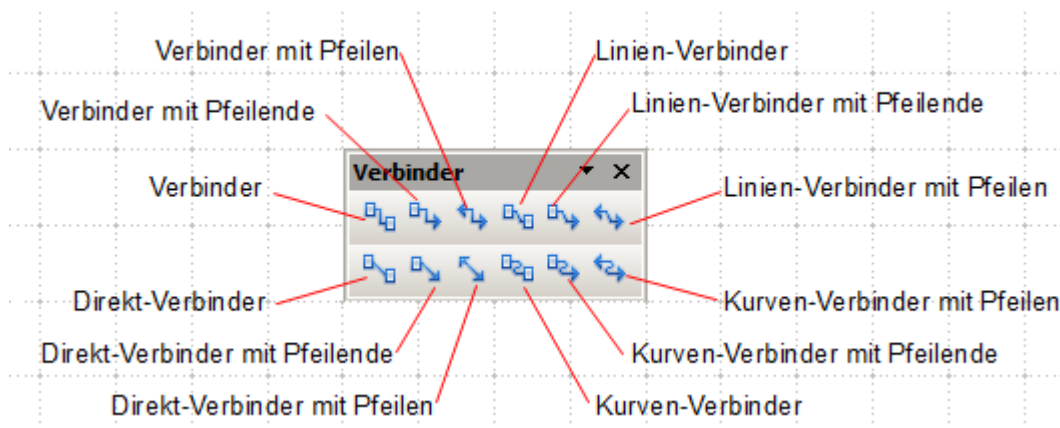 Verbinder mit Pfeilen
Linien-Verbinder
Verbinder mit Pfeilende
Linien-Verbinder mit Pfeilende
Verbinder
Verbinder
Linien-Verbinder mit Pfeilen
Direkt-Verbinder
Kurven-Verbinder mit Pfeilen
Direkt-Verbinder mit Pfeilende
Kurven-Verbinder mit Pfeilende
Direkt-Verbinder mit Pfeilen
Kurven-Verbinder